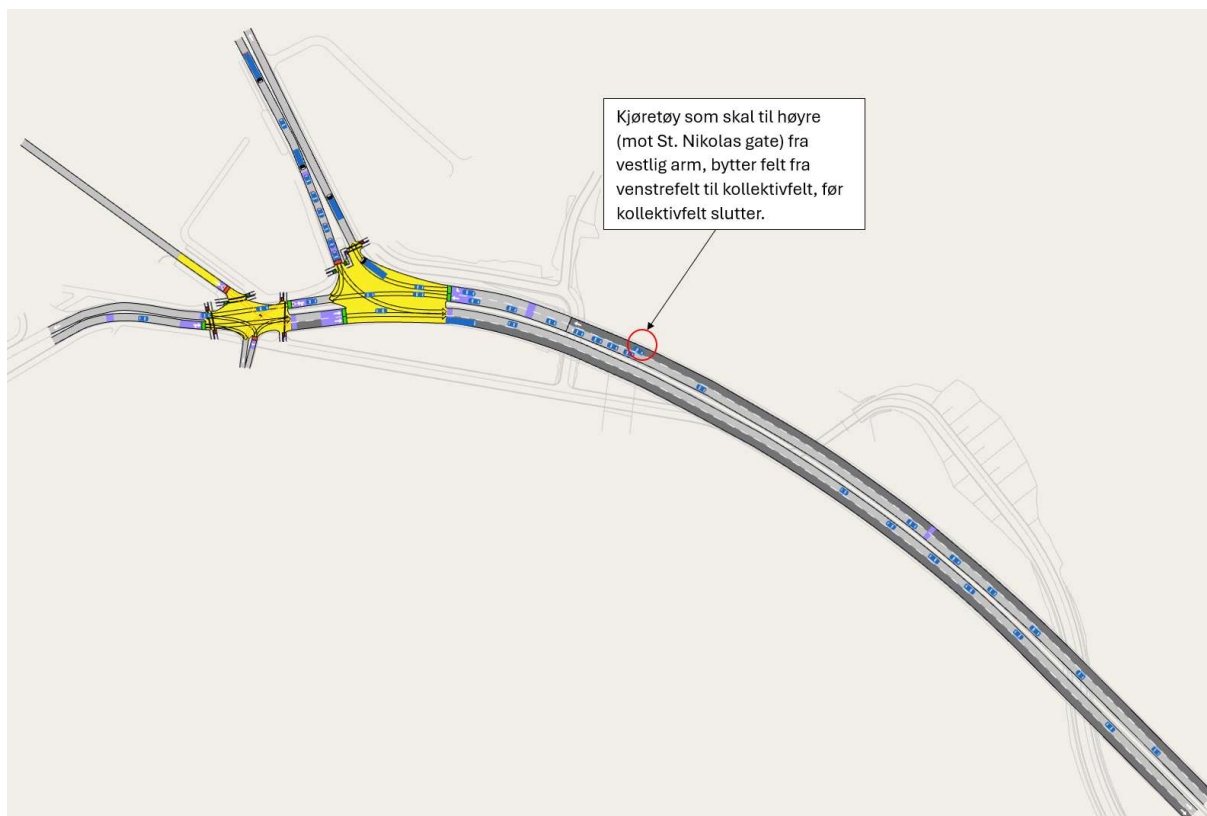 Kjøretøy som skal til høyre
(mot St. Nikolas gate) fra
vestlig arm, bytter felt fra
venstrefelt til kollektivfelt, før
kollektivfelt slutter.